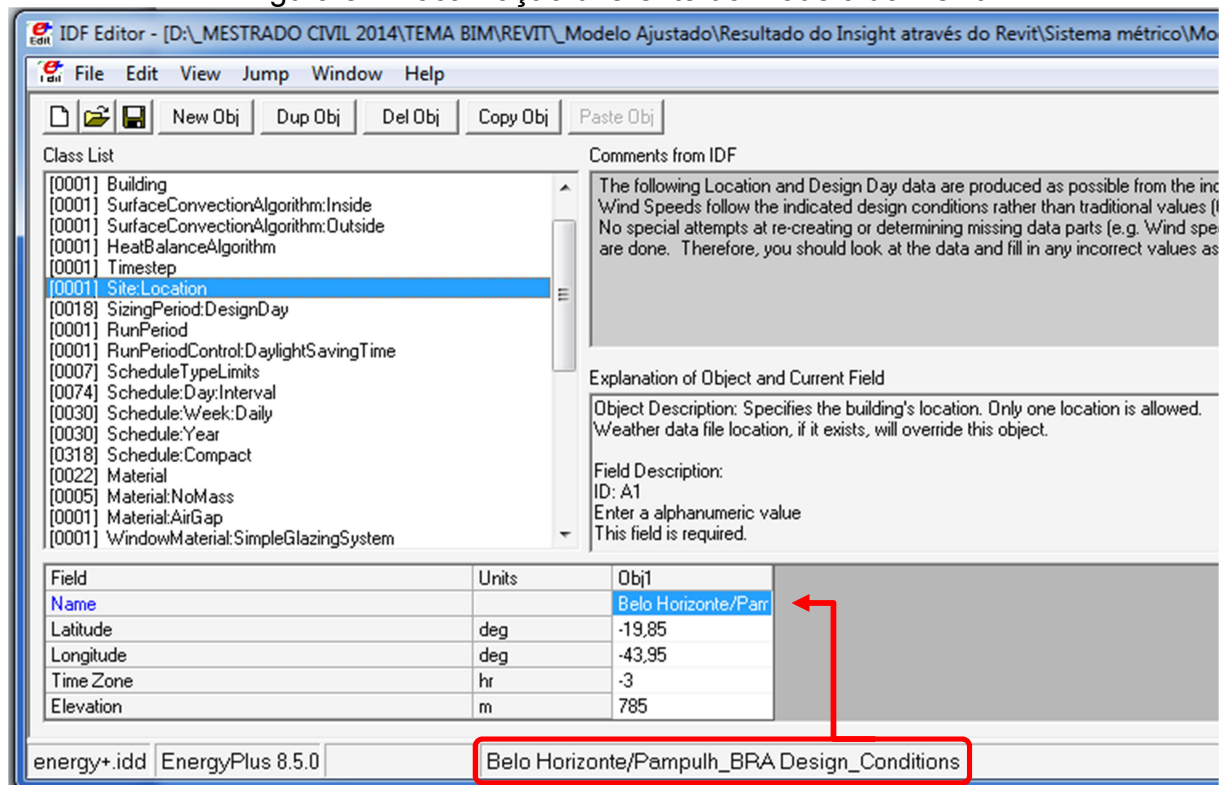 IDF Editor - [D:\_MESTRADO CIVIL 2014\TEMA BIM\REVIT\_Modelo Ajustado\Resultado do Insight através do Revit\Sistema métrico\Mo
File Edit View Jump Window Help
New Obj Dup Obj Del Obj Copy Obj Paste Obj
Class List
[0001] Building
[0001] SurfaceConvectionAlgorithm:Inside
[0001] SurfaceConvectionAlgorithm:Outside
[0001] HeatBalanceAlgorithm
[0001] Timestep
[0001] Site:Location
[0018] SizingPeriod:DesignDay
[0001] RunPeriod
[0001] RunPeriodControl:DaylightSavingTime
[0007] ScheduleTypeLimits
[0074] Schedule:Day:Interval
[0030] Schedule:Week:Daily
[0030] Schedule:Year
[0318] Schedule:Compact
[0022] Material
[0005] Material:NoMass
[0001] Material:AirGap
[0001] WindowMaterial:SimpleGlazingSystem
Comments from IDF
The following Location and Design Day data are produced as possible from the inc
Wind Speeds follow the indicated design conditions rather than traditional values (
No special attempts at re-creating or determining missing data parts (e.g. Wind spe
are done. Therefore, you should look at the data and fill in any incorrect values as
Explanation of Object and Current Field
Object Description: Specifies the building's location. Only one location is allowed.
Weather data file location, if it exists, will override this object.
Field Description:
ID: A1
Enter a alphanumeric value
This field is required.
Field Units Obj1
Name Belo Horizonte/Pam
Latitude deg -19,85
Longitude deg -43,95
Time Zone hr -3
Elevation m 785
energy+.idd EnergyPlus 8.5.0 Belo Horizonte/Pampulh_BRA Design_Conditions